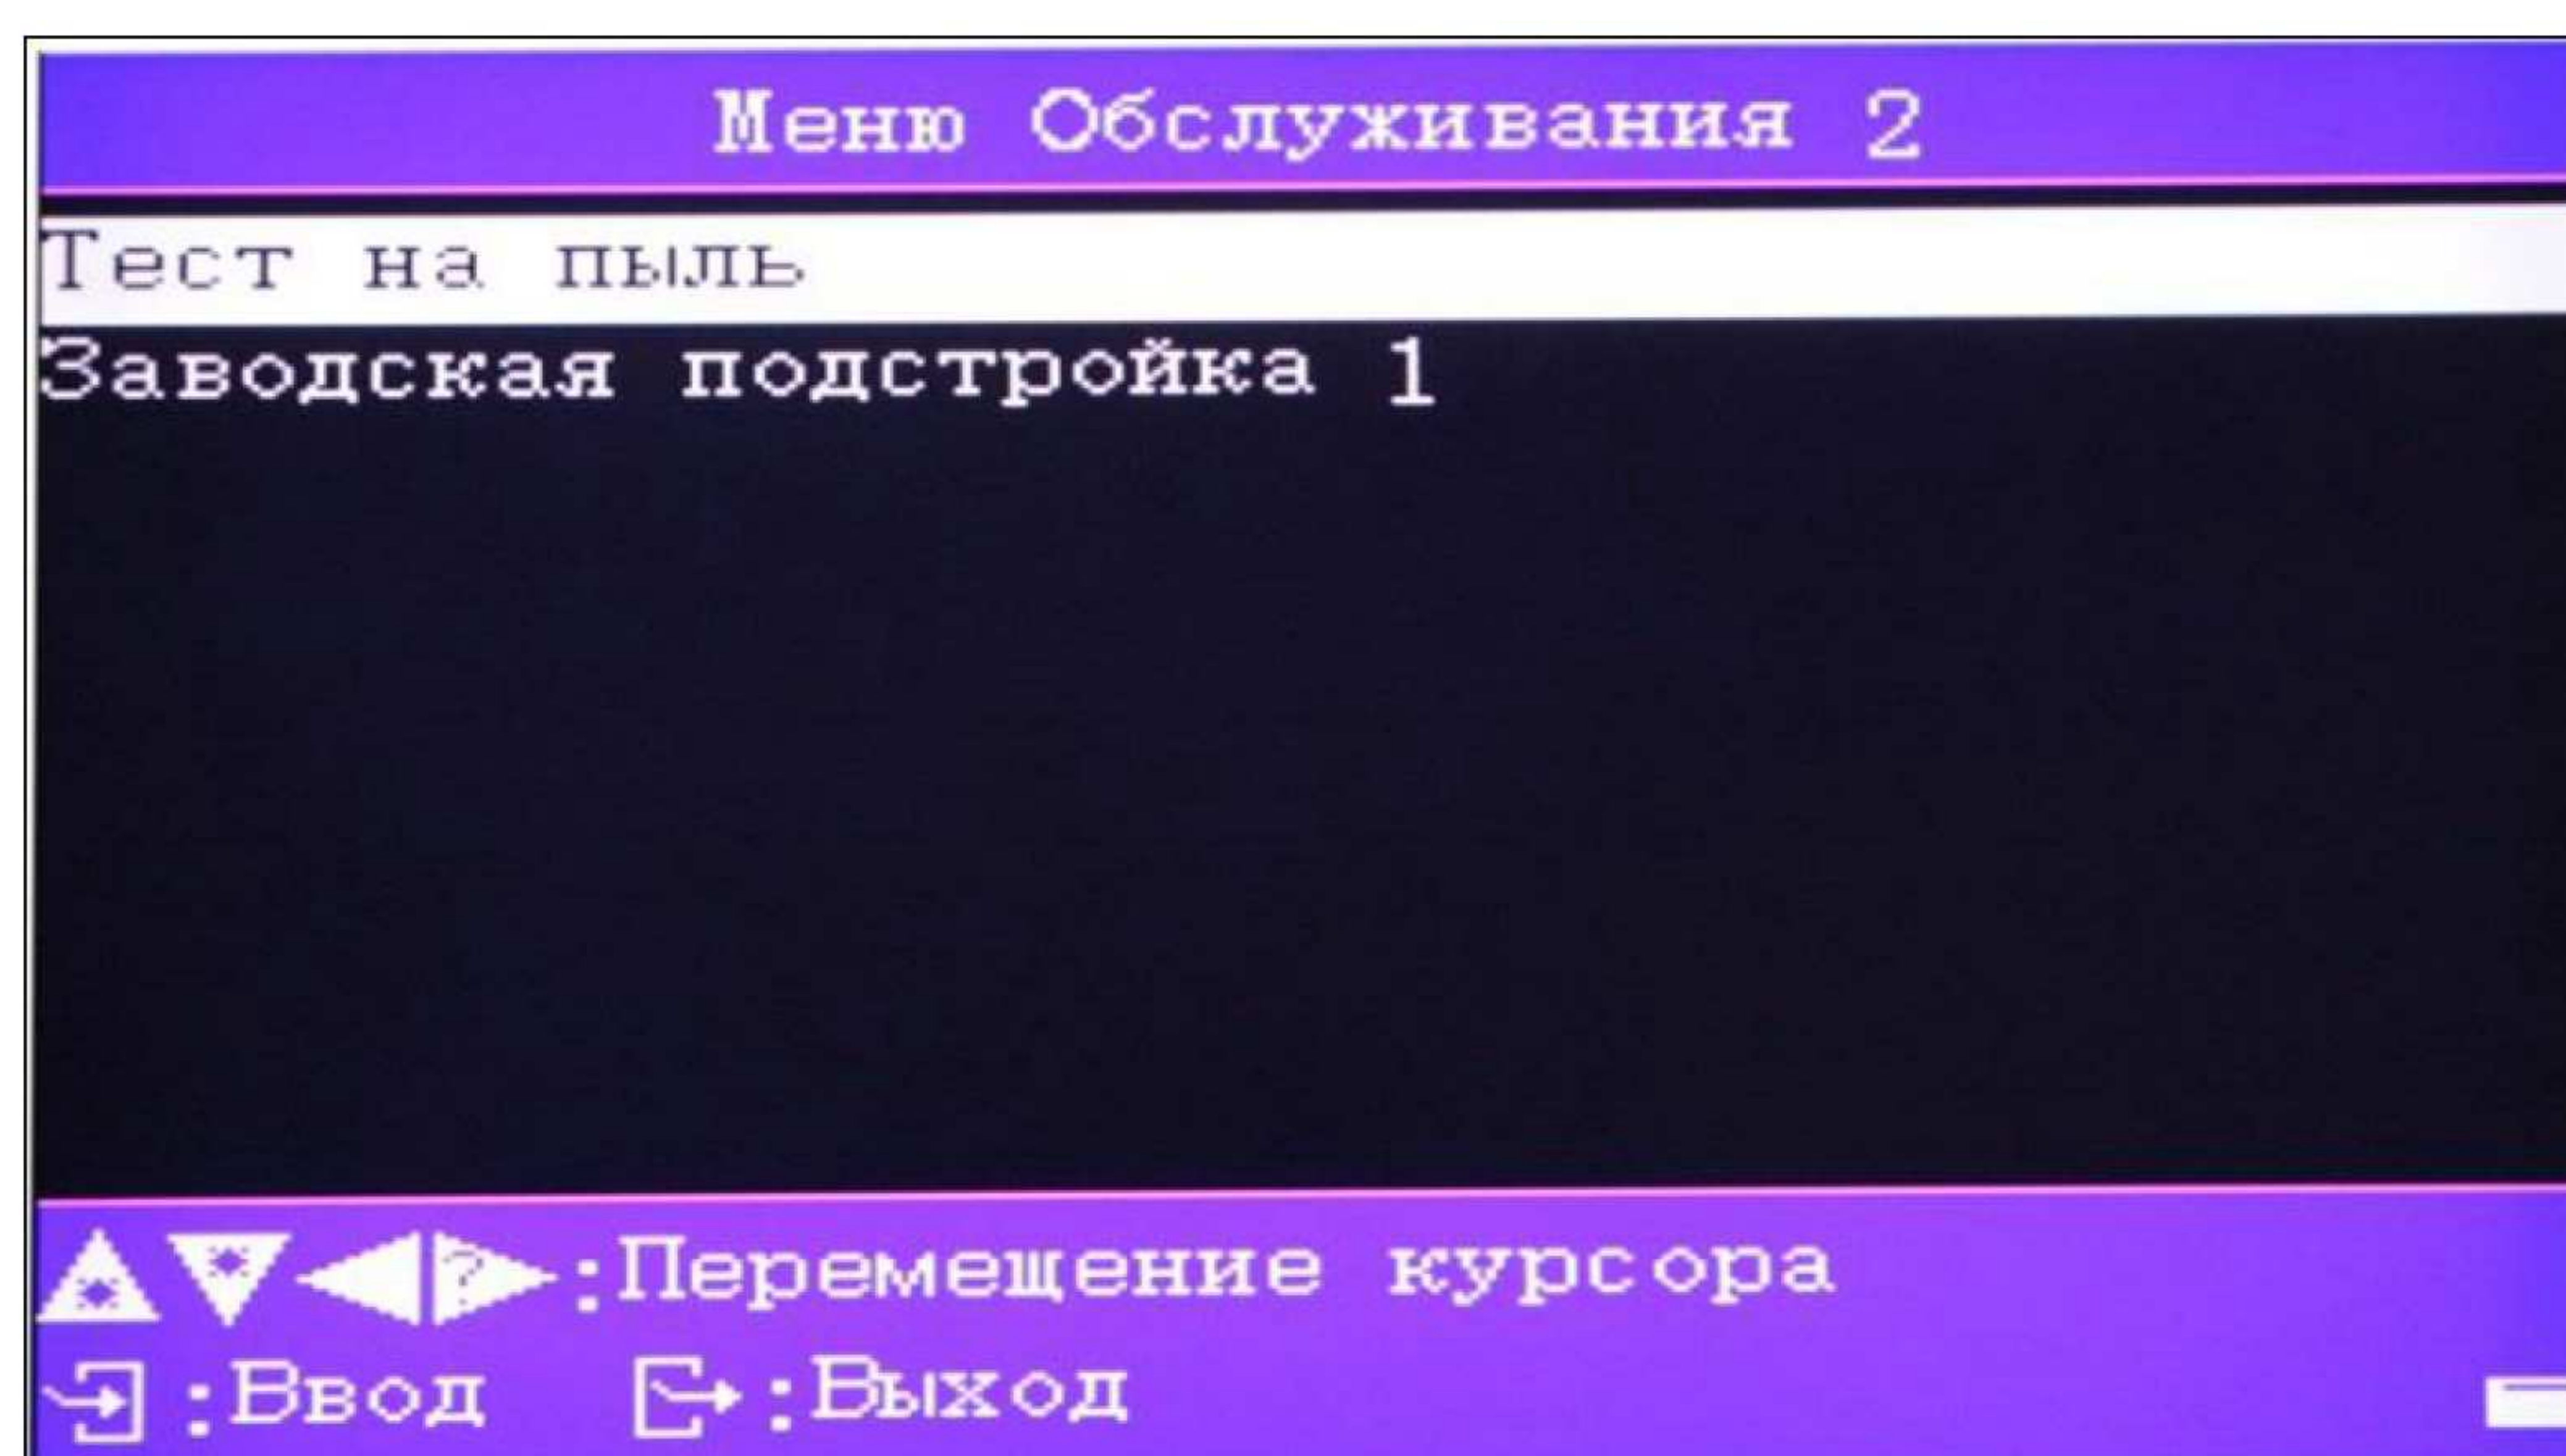 Меню Обслуживания 2
Тест на пыль
Заводская подстройка 1
:Перемещение курсора
:Ввод :Выход